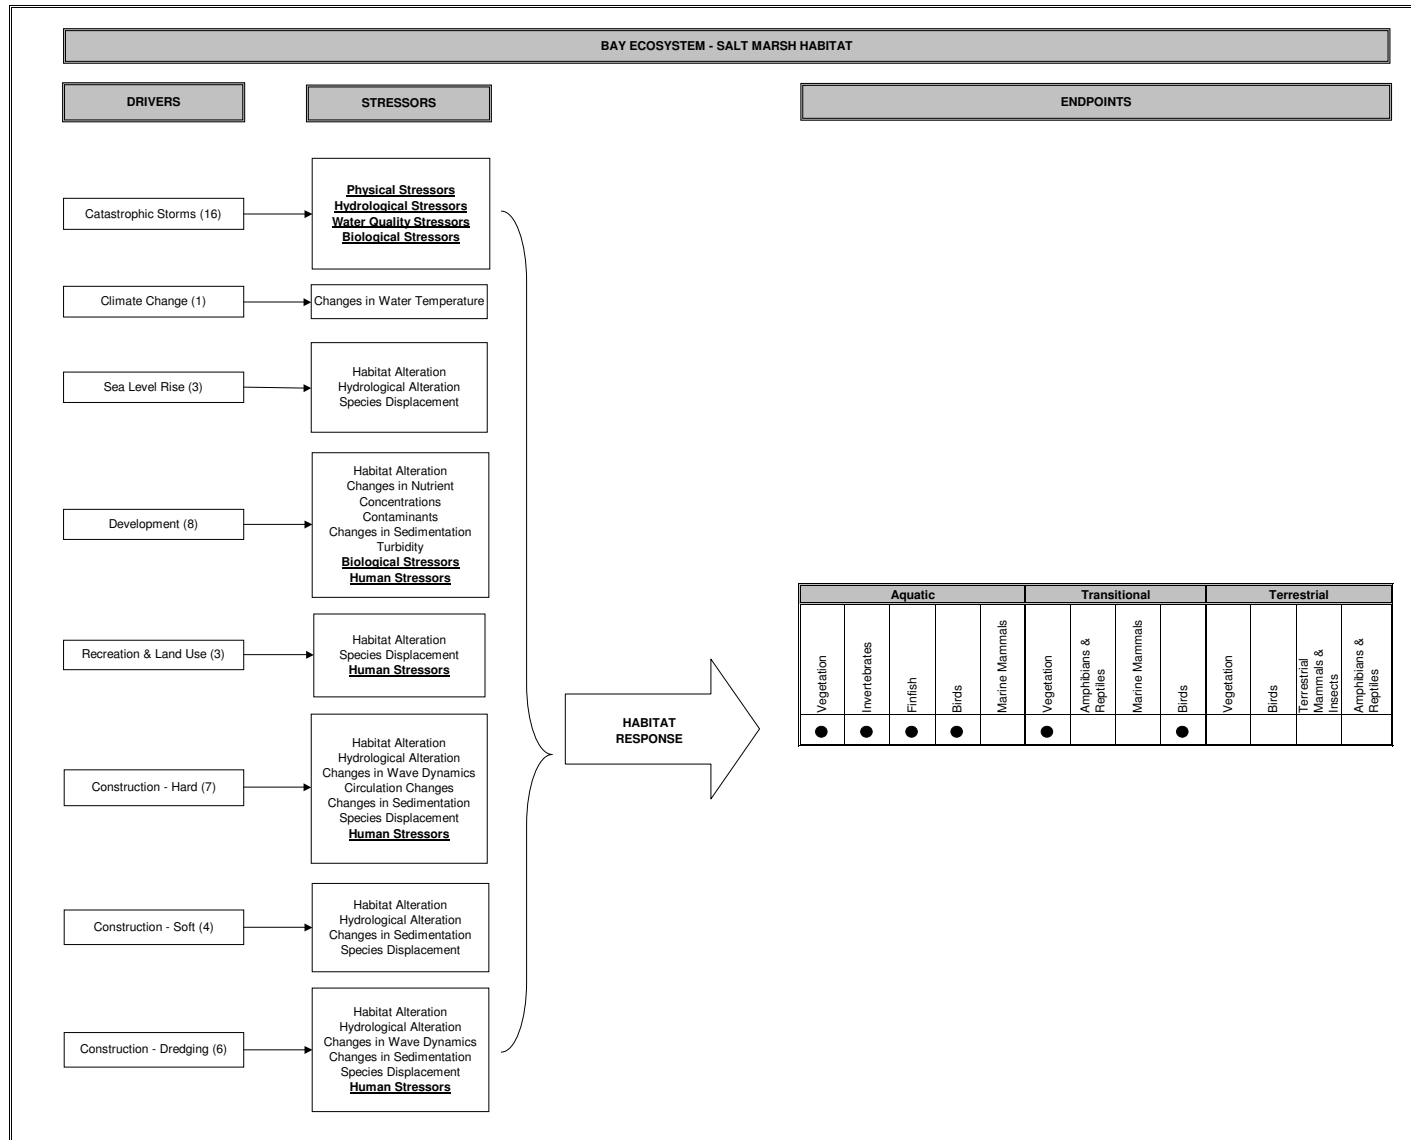 BAY ECOSYSTEM - SALT MARSH HABITAT
DRIVERS
STRESSORS
ENDPOINTS
Catastrophic Storms (16)
Physical Stressors
Hydrological Stressors
Water Quality Stressors
Biological Stressors
Climate Change (1)
Changes in Water Temperature
Sea Level Rise (3)
Habitat Alteration
Hydrological Alteration
Species Displacement
Development (8)
Habitat Alteration
Changes in Nutrient
Concentrations
Contaminants
Changes in Sedimentation
Turbidity
Biological Stressors
Human Stressors
Recreation & Land Use (3)
Habitat Alteration
Species Displacement
Human Stressors
Construction - Hard (7)
Habitat Alteration
Hydrological Alteration
Changes in Wave Dynamics
Circulation Changes
Changes in Sedimentation
Species Displacement
Human Stressors
Construction - Soft (4)
Habitat Alteration
Hydrological Alteration
Changes in Sedimentation
Species Displacement
Construction - Dredging (6)
Habitat Alteration
Hydrological Alteration
Changes in Wave Dynamics
Changes in Sedimentation
Species Displacement
Human Stressors
HABITAT
RESPONSE
Aquatic
Transitional
Terrestrial
Vegetation
Invertebrates
Finfish
Birds
Marine Mammals
Vegetation
Amphibians &
Reptiles
Marine Mammals
Birds
Vegetation
Birds
Terrestrial
Mammals &
Insects
Amphibians &
Reptiles